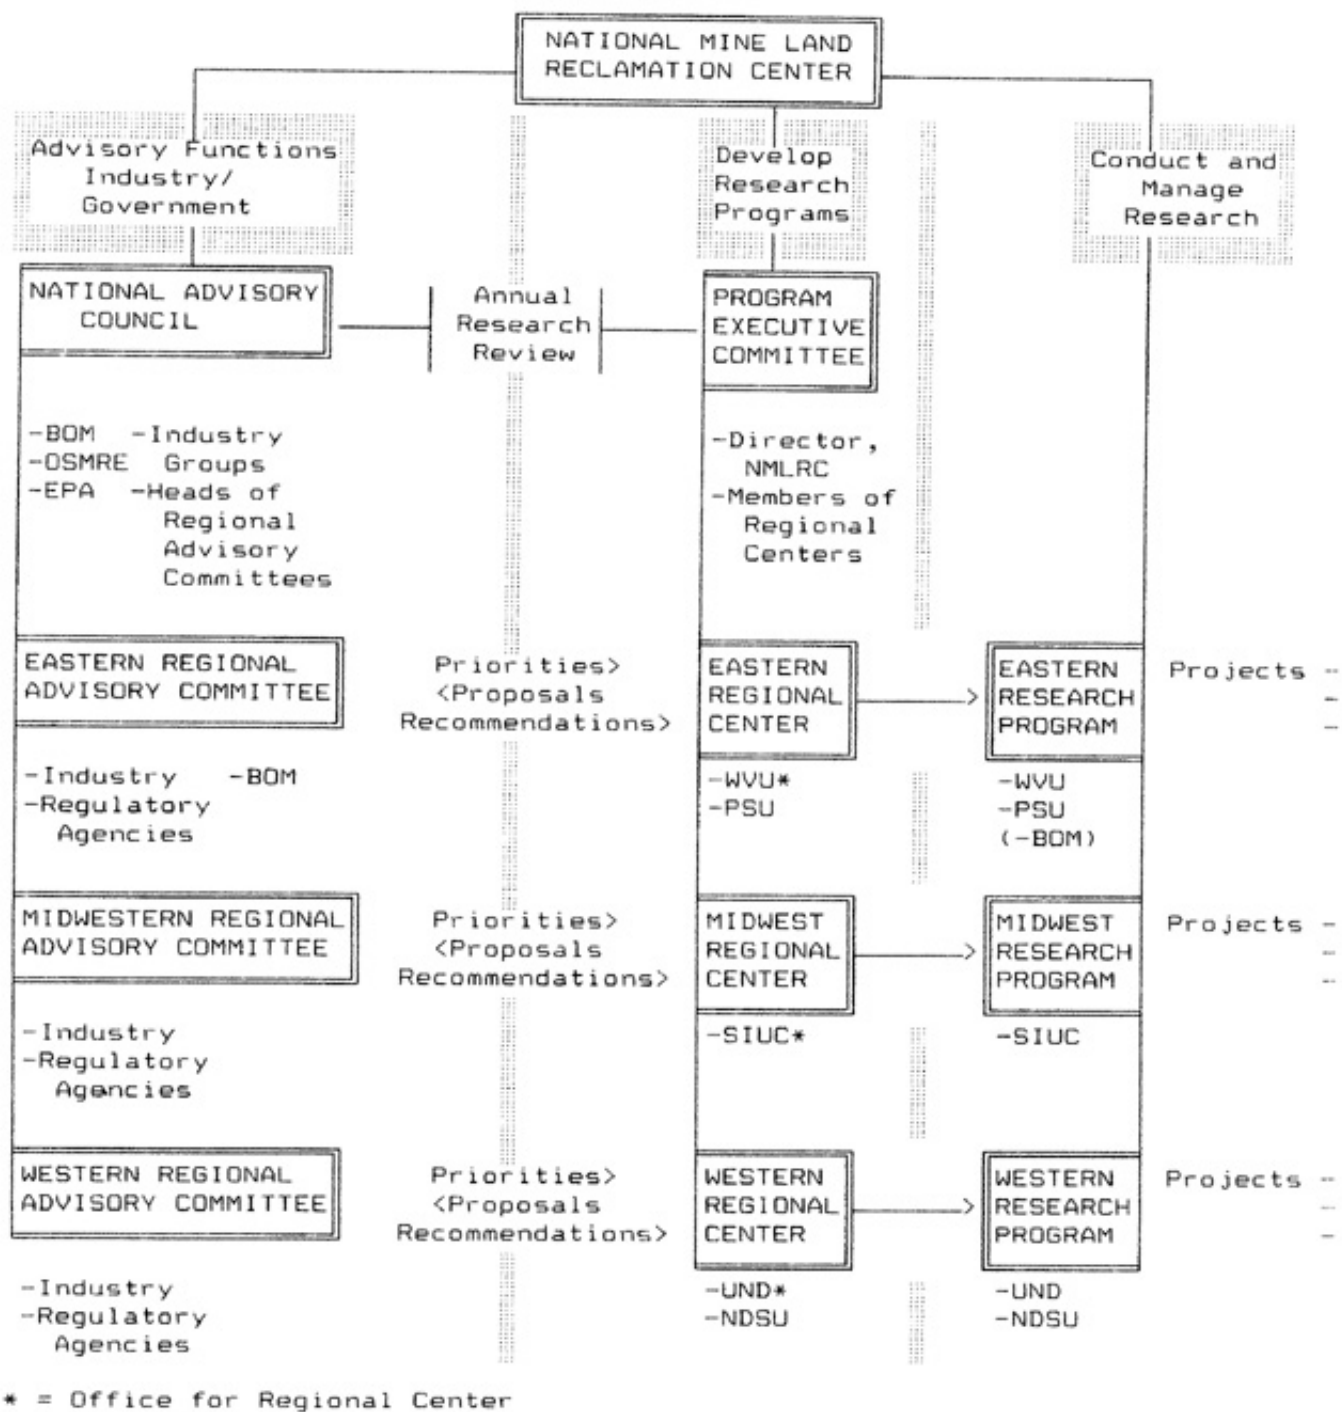 NATIONAL MINE LAND
RECLAMATION CENTER
Advisory Functions
Industry/
Government
Develop
Research
Programs
Conduct and
Manage
Research
NATIONAL ADVISORY
COUNCIL
Annual
Research
Review
PROGRAM
EXECUTIVE
COMMITTEE
-BOM -Industry
-OSMRE Groups
-EPA -Heads of
Regional
Advisory
Committees
-Director,
NMLRC
-Members of
Regional
Centers
EASTERN REGIONAL
ADVISORY COMMITTEE
Priorities>
<Proposals
Recommendations>
EASTERN
REGIONAL
CENTER
EASTERN
RESEARCH
PROGRAM
Projects -
-
-
-Industry -BOM
-Regulatory
Agencies
-WVU*
-PSU
-WVU
-PSU
(-BOM)
MIDWESTERN REGIONAL
ADVISORY COMMITTEE
Priorities>
<Proposals
Recommendations>
MIDWEST
REGIONAL
CENTER
MIDWEST
RESEARCH
PROGRAM
Projects -
-
-
-Industry
-Regulatory
Agencies
-SIUC*
-SIUC
WESTERN REGIONAL
ADVISORY COMMITTEE
Priorities>
<Proposals
Recommendations>
WESTERN
REGIONAL
CENTER
WESTERN
RESEARCH
PROGRAM
Projects -
-
-
-Industry
-Regulatory
Agencies
-UND*
-NDSU
-UND
-NDSU
* = Office for Regional Center